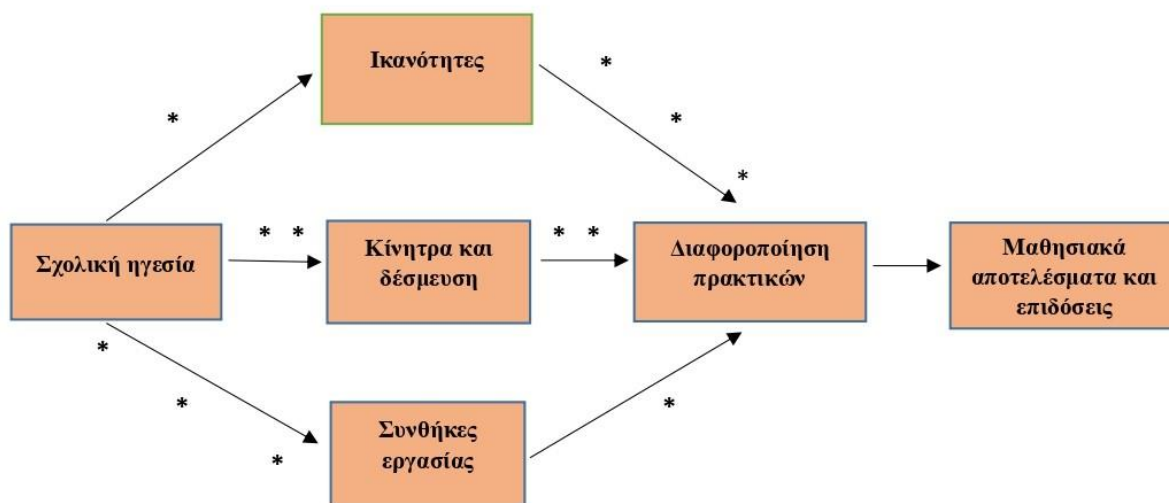 Ικανότητες
*
*
*
*
Σχολική ηγεσία
* *
Κίνητρα και
δέσμευση
* *
Διαφοροποίηση
πρακτικών
Μαθησιακά
αποτελέσματα και
επιδόσεις
*
*
*
Συνθήκες
εργασίας
*